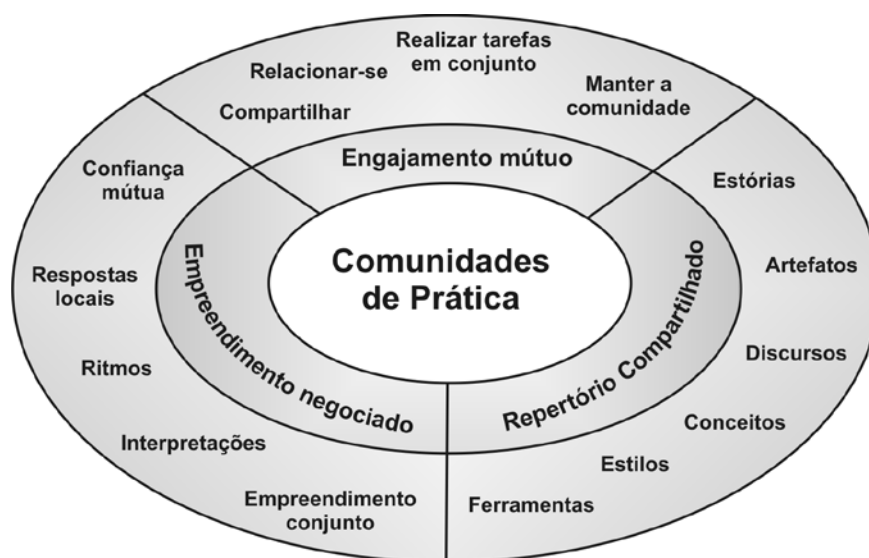 Realizar tarefas
em conjunto
Relacionar-se
Manter a
comunidade
Compartilhar
Engajamento mútuo
Confiança
mútua
Estórias
Comunidades
de Prática
Empreendimento negociado
Repertório Compartilhado
Respostas
locais
Artefatos
Ritmos
Discursos
Conceitos
Interpretações
Estilos
Empreendimento
conjunto
Ferramentas